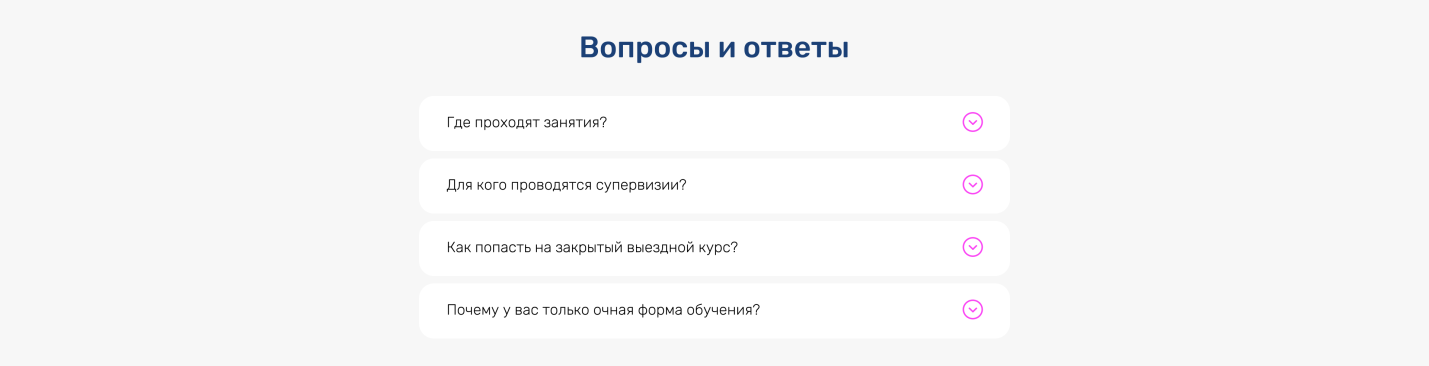 Вопросы и ответы
Где проходят занятия?
Для кого проводятся супервизии?
Как попасть на закрытый выездной курс?
Почему у вас только очная форма обучения?